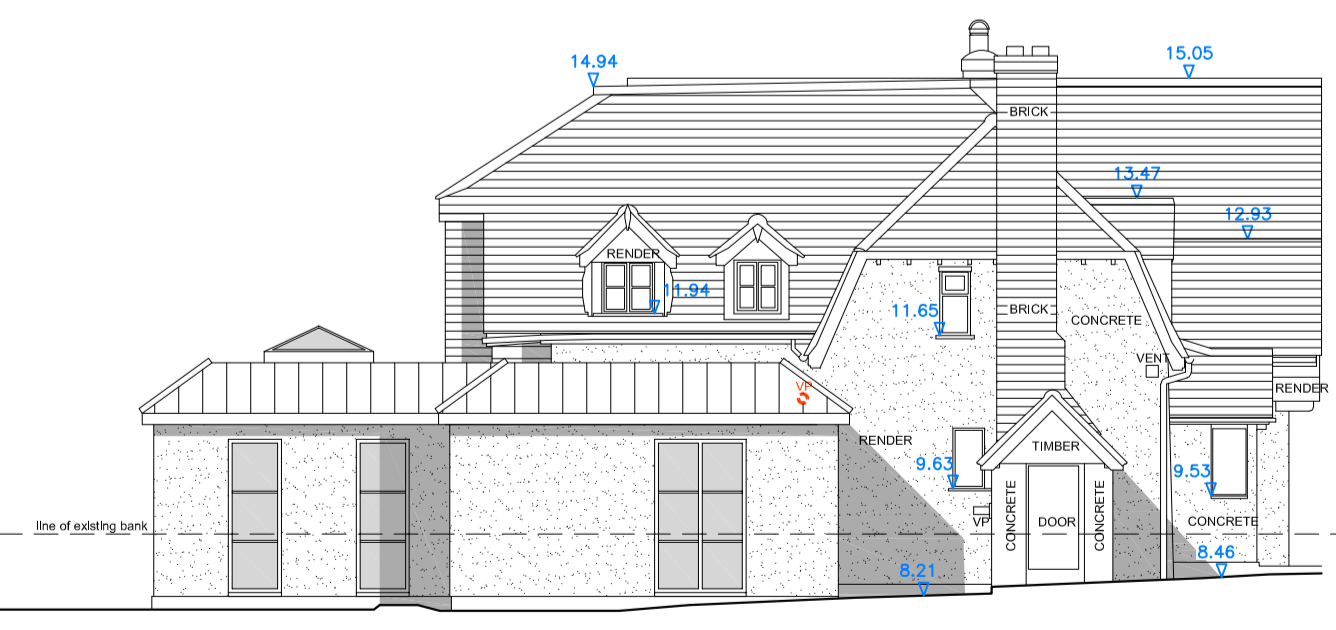 15.05
14.94
BRICK
13.47
12.93
RENDER
11.94
11.65
BRICK
CONCRETE
VENT
VP
RENDER
RENDER
TIMBER
9.63
9.53
CONCRETE
CONCRETE
VP
DOOR
CONCRETE
line of existing bank
8.46
8.21